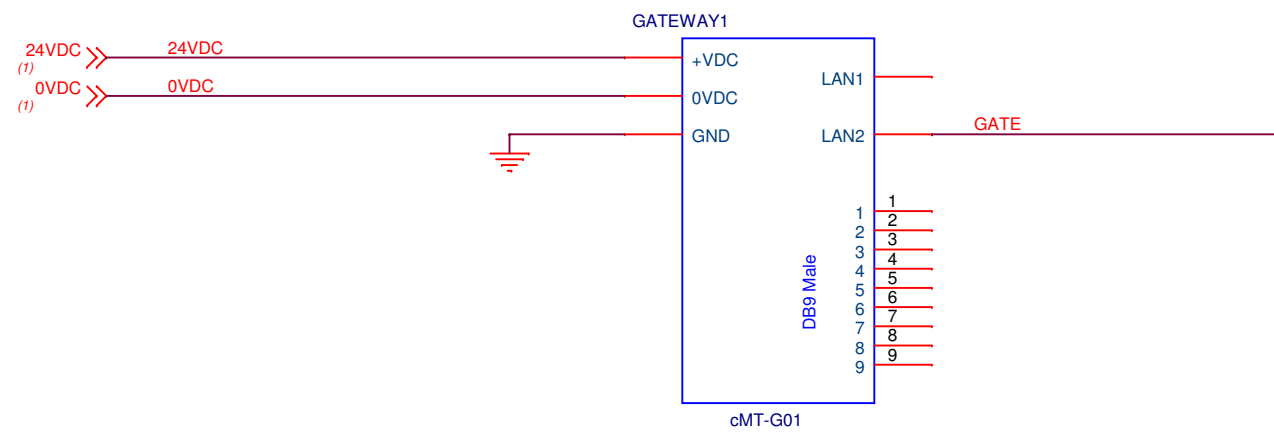 GATEWAY1
24VDC 24VDC
(1)
+VDC
LAN1
0VDC 0VDC
(1)
0VDC
GND
LAN2
GATE
1 1
2 2
3 3
4 4
5 5
6 6
7 7
8 8
9 9
DB9 Male
cMT-G01